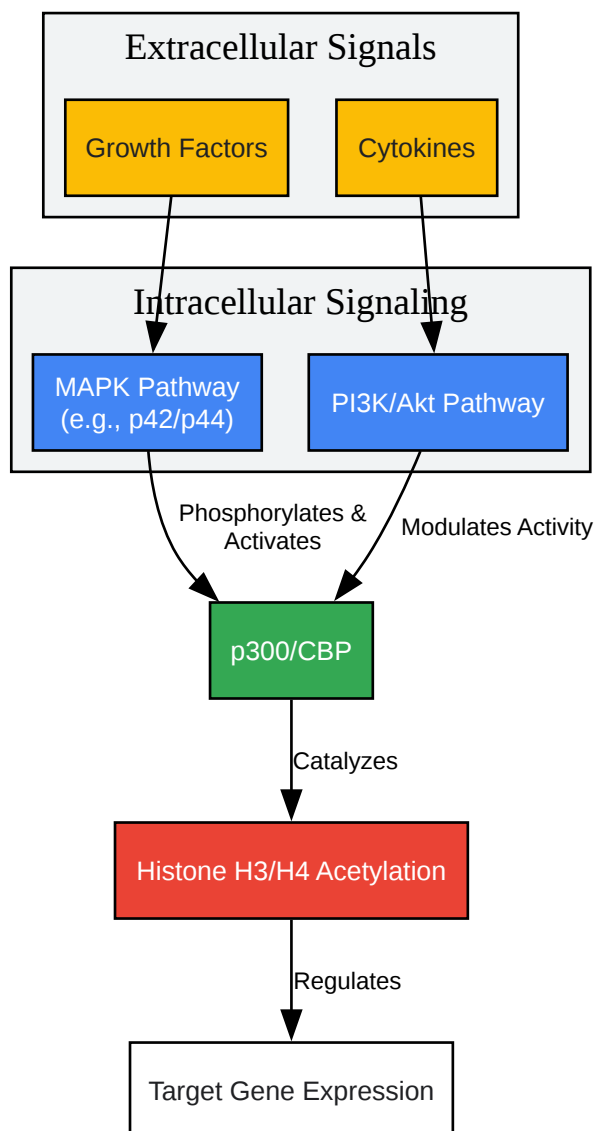 Extracellular Signals
Growth Factors
Cytokines
Intracellular Signaling
MAPK Pathway
(e.g., p42/p44)
PI3K/Akt Pathway
Phosphorylates &
Activates
Modulates Activity
p300/CBP
Catalyzes
Histone H3/H4 Acetylation
Regulates
Target Gene Expression